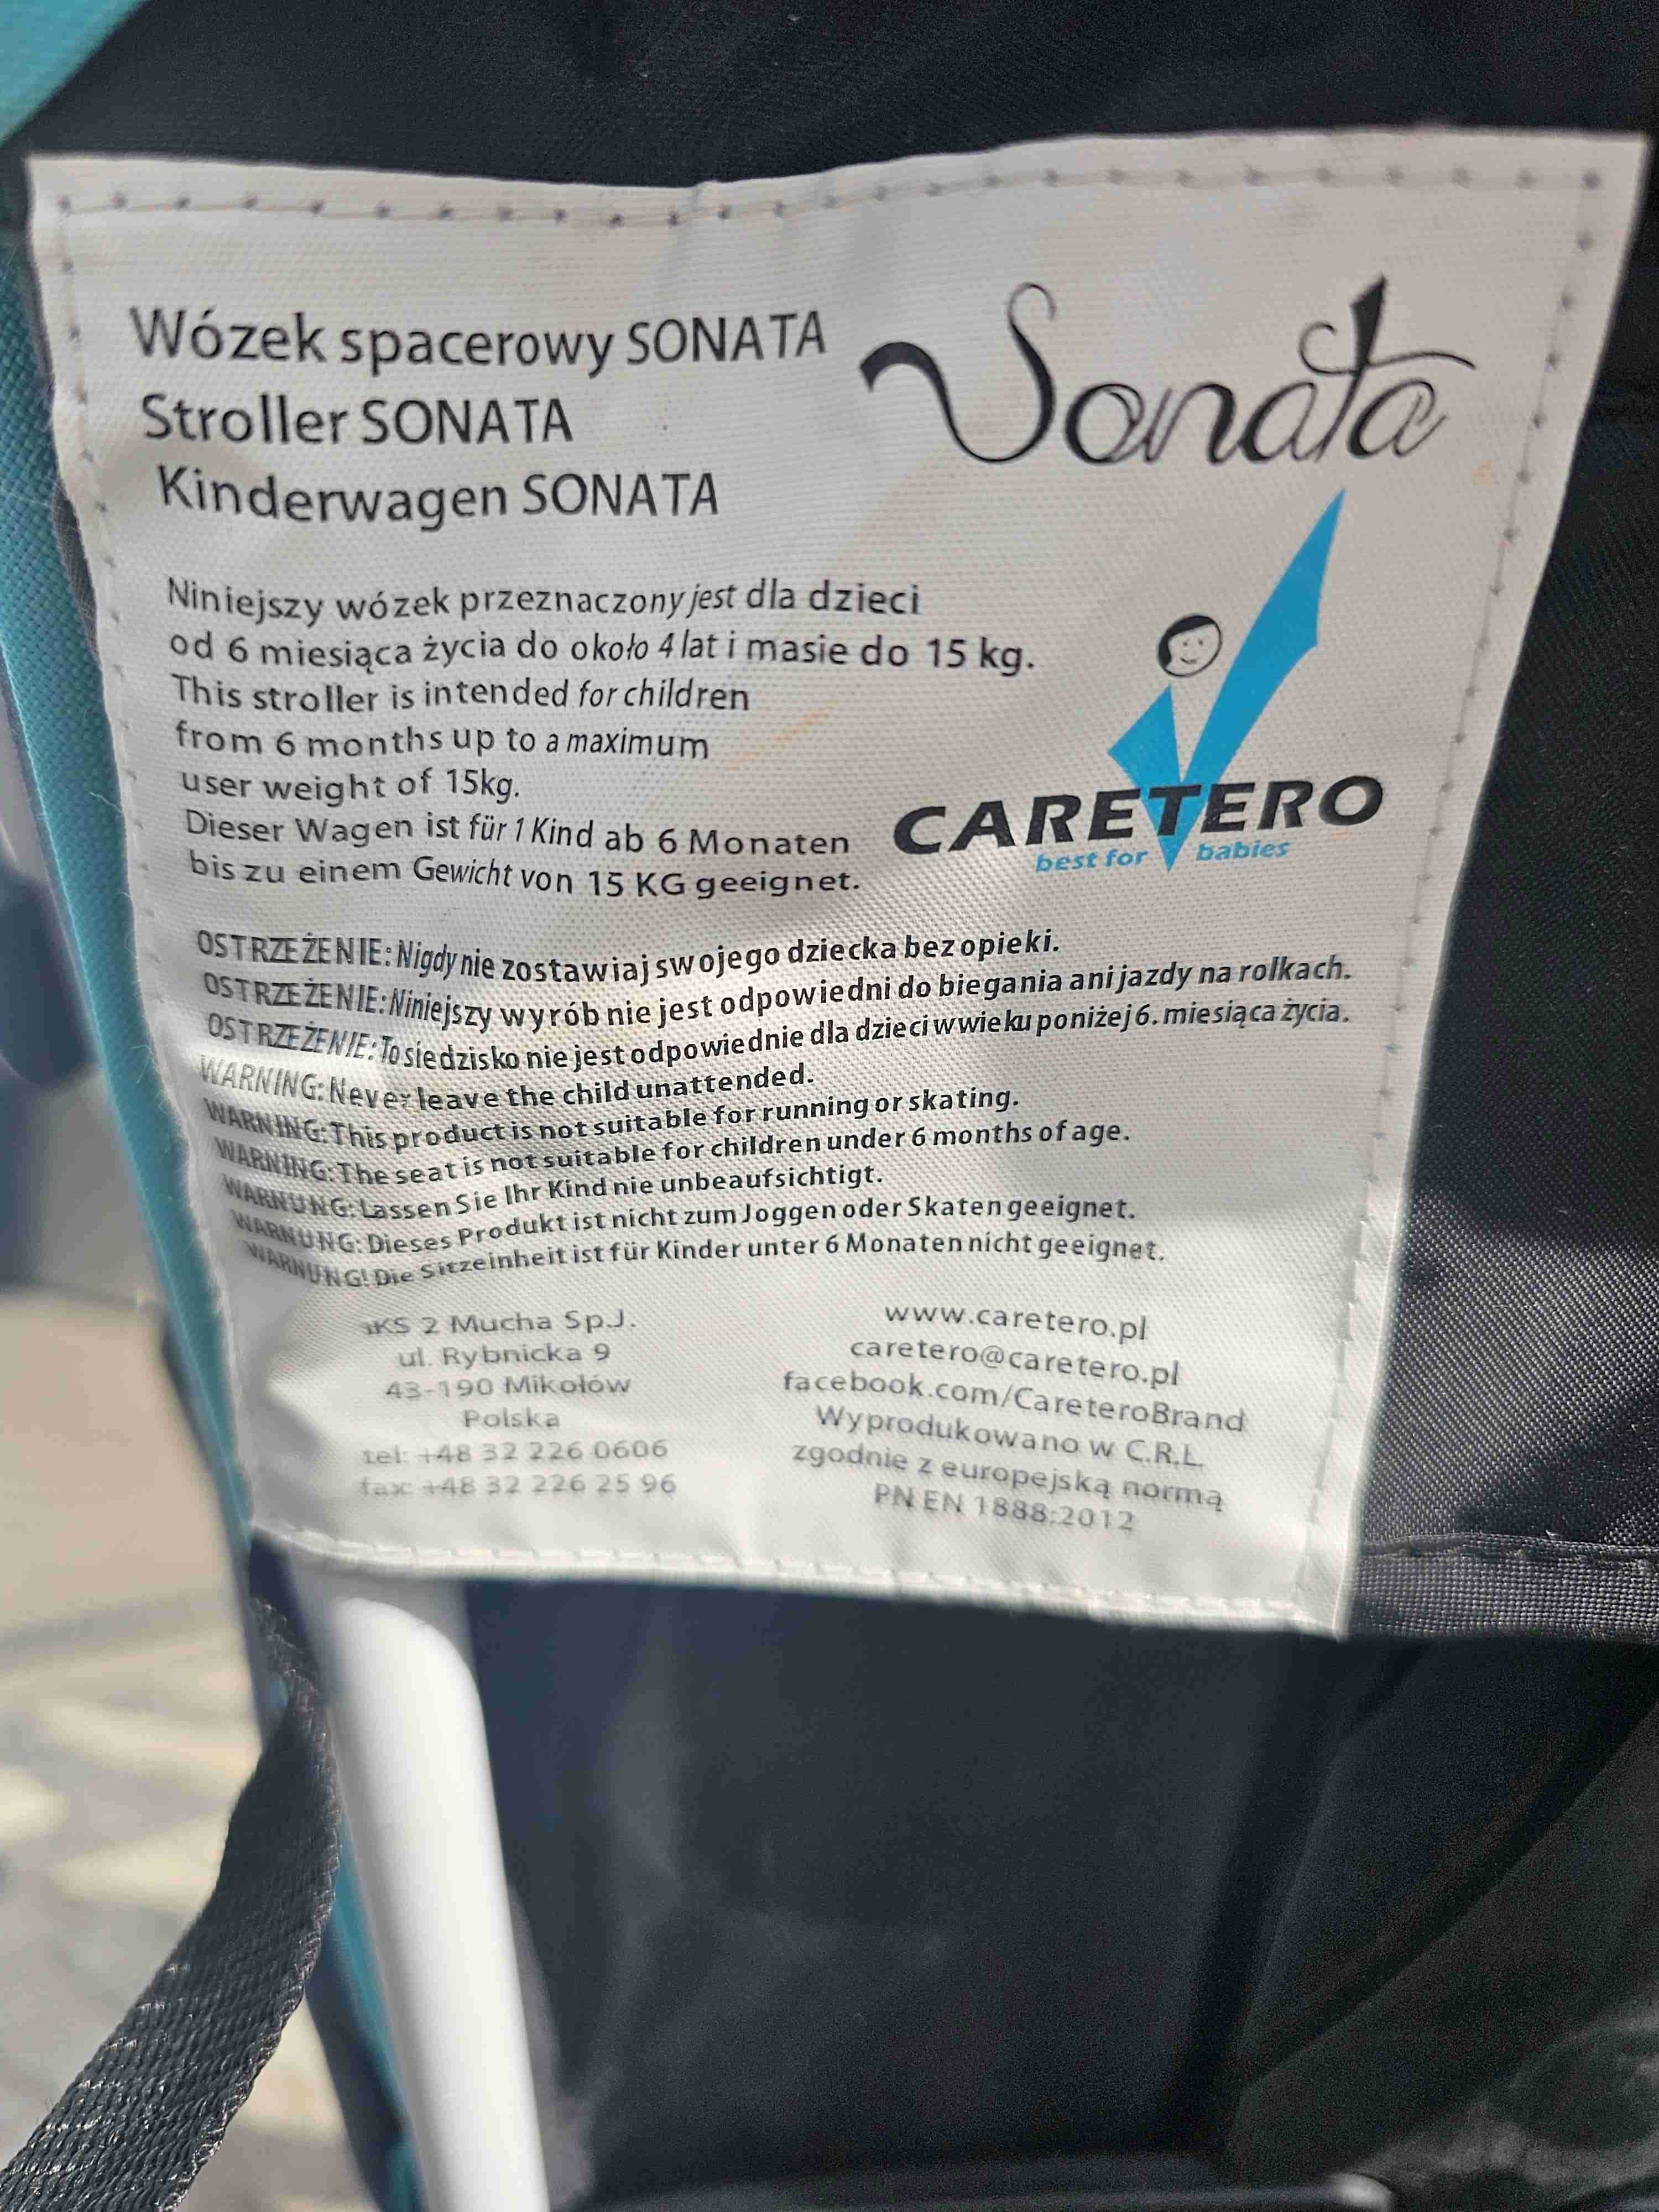 Wózek spacerowy SONATA
Stroller SONATA
Kinderwagen SONATA
Sonata
Niniejszy wózek przeznaczony jest dla dzieci
od 6 miesiąca życia do około 4 lat i masie do 15 kg.
This stroller is intended for children
from 6 months up to a maximum
user weight of 15kg.
Dieser Wagen ist für 1 Kind ab 6 Monaten
bis zu einem Gewicht von 15 KG geeignet.
CARETERO
best for babies
OSTRZEŻENIE: Nigdy nie zostawiaj swojego dziecka bez opieki.
OSTRZEŻENIE: Niniejszy wyrób nie jest odpowiedni do biegania ani jazdy na rolkach.
OSTRZEŻENIE: To siedzisko nie jest odpowiednie dla dzieci w wieku poniżej 6. miesiąca życia.
WARNING: Never leave the child unattended.
WARNING: This product is not suitable for running or skating.
WARNING: The seat is not suitable for children under 6 months of age.
WARNUNG: Lassen Sie Ihr Kind nie unbeaufsichtigt.
WARNUNG: Dieses Produkt ist nicht zum Joggen oder Skaten geeignet.
WARNUNG! Die Sitzeinheit ist für Kinder unter 6 Monaten nicht geeignet.
2 Mucha Sp.J.
ul. Rybnicka 9
43-190 Mikołów
Polska
tel: +48 32 226 0606
fax: +48 32 226 25 96
www.caretero.pl
caretero@caretero.pl
facebook.com/CareteroBrand
Wyprodukowano w C.R.L.
zgodnie z europejską normą
PN EN 1888:2012